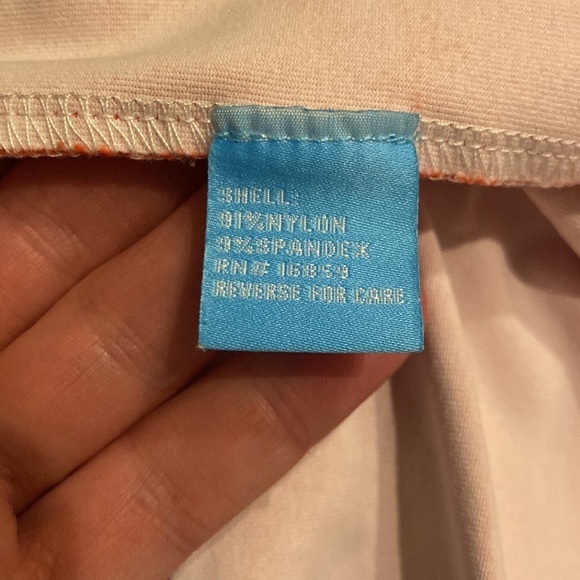 SHELL:
91%NYLON
9%SPANDEX
RN# 16859
REVERSE FOR CARE